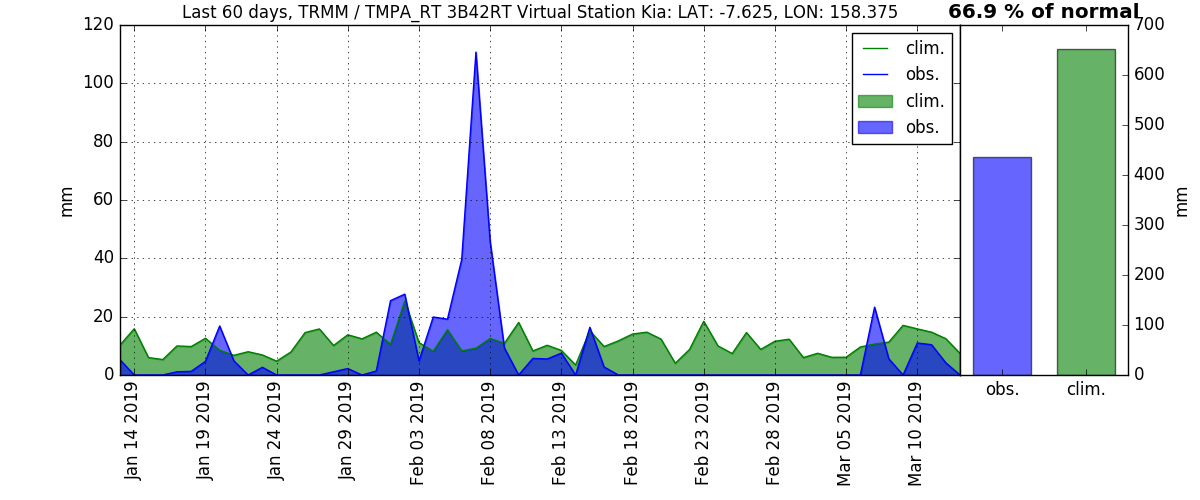 Last 60 days, TRMM / TMPA_RT 3B42RT Virtual Station Kia: LAT: -7.625, LON: 158.375
66.9 % of normal
120
100
80
60
40
20
0
mm
clim.
obs.
clim.
obs.
700
600
500
400
300
200
100
0
mm
obs.
clim.
Jan 14 2019
Jan 19 2019
Jan 24 2019
Jan 29 2019
Feb 03 2019
Feb 08 2019
Feb 13 2019
Feb 18 2019
Feb 23 2019
Feb 28 2019
Mar 05 2019
Mar 10 2019